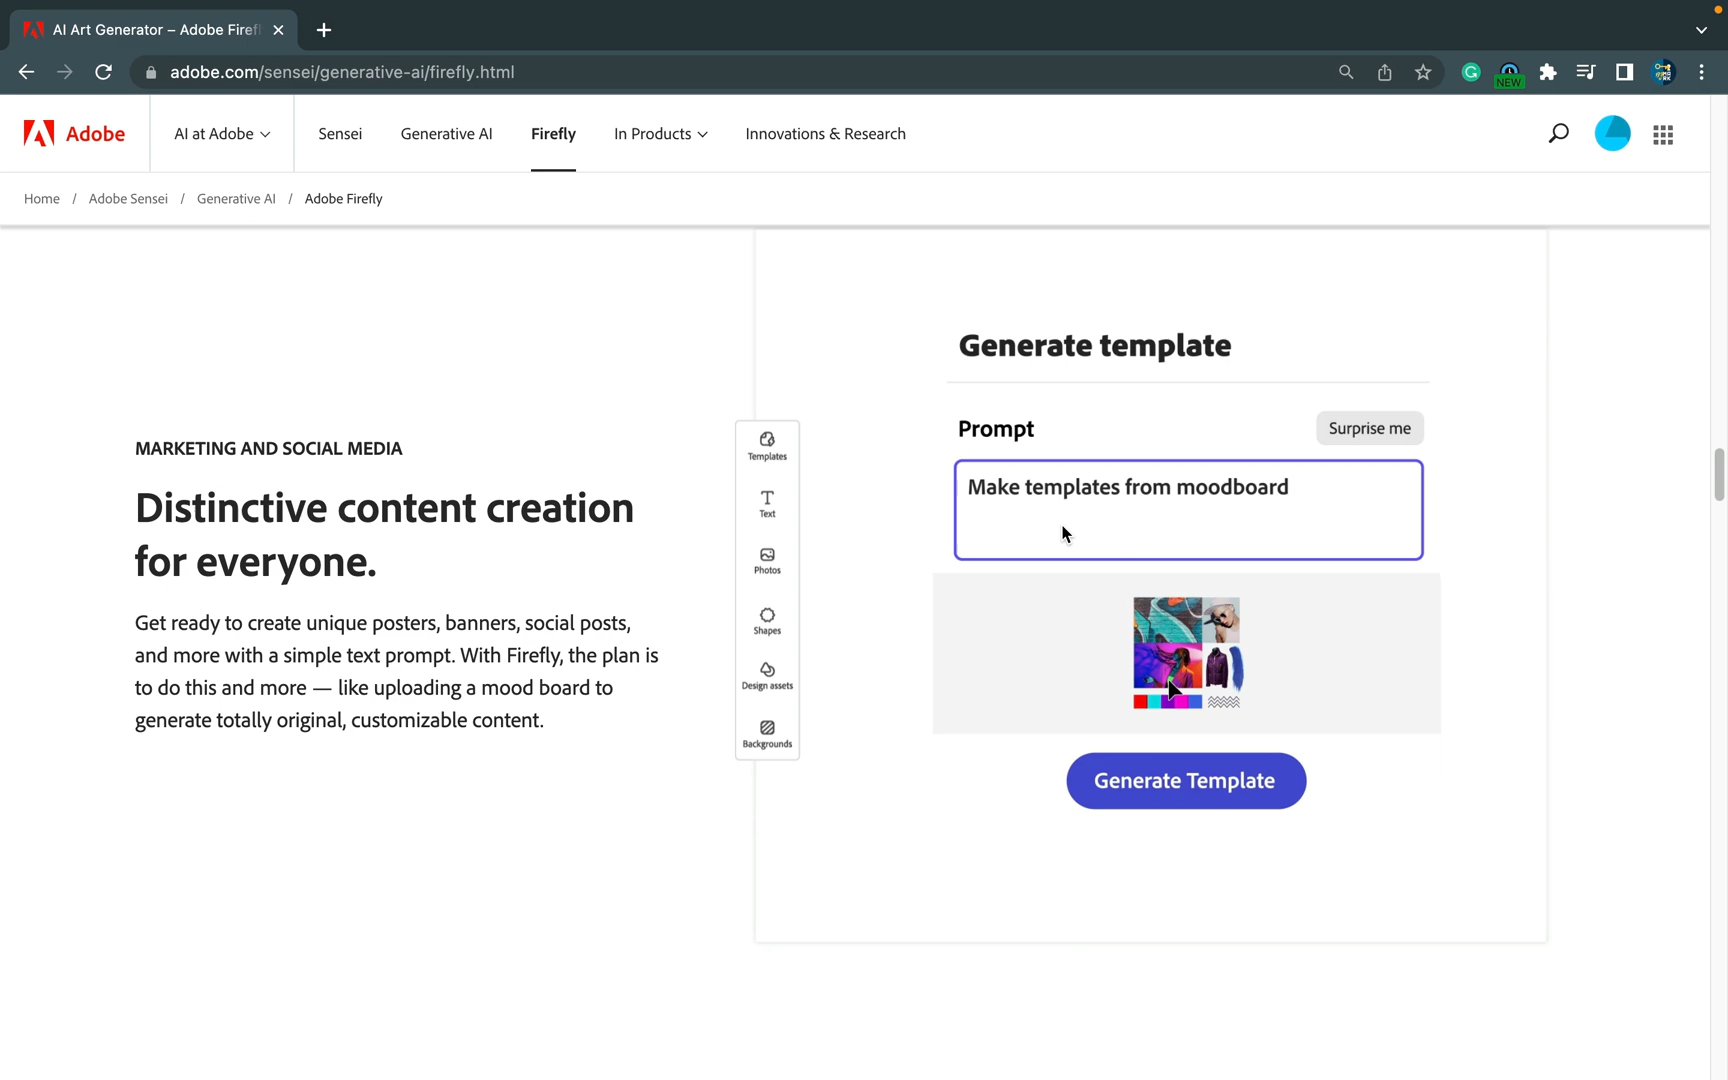 AI Art Generator – Adobe Firef
adobe.com/sensei/generative-ai/firefly.html
NEW
Adobe
AI at Adobe
Sensei
Generative AI
Firefly
In Products
Innovations & Research
Home / Adobe Sensei / Generative AI / Adobe Firefly
MARKETING AND SOCIAL MEDIA
Distinctive content creation
for everyone.
Get ready to create unique posters, banners, social posts,
and more with a simple text prompt. With Firefly, the plan is
to do this and more — like uploading a mood board to
generate totally original, customizable content.
Templates
Text
Photos
Shapes
Design assets
Backgrounds
Generate template
Prompt
Surprise me
Make templates from moodboard
Generate Template